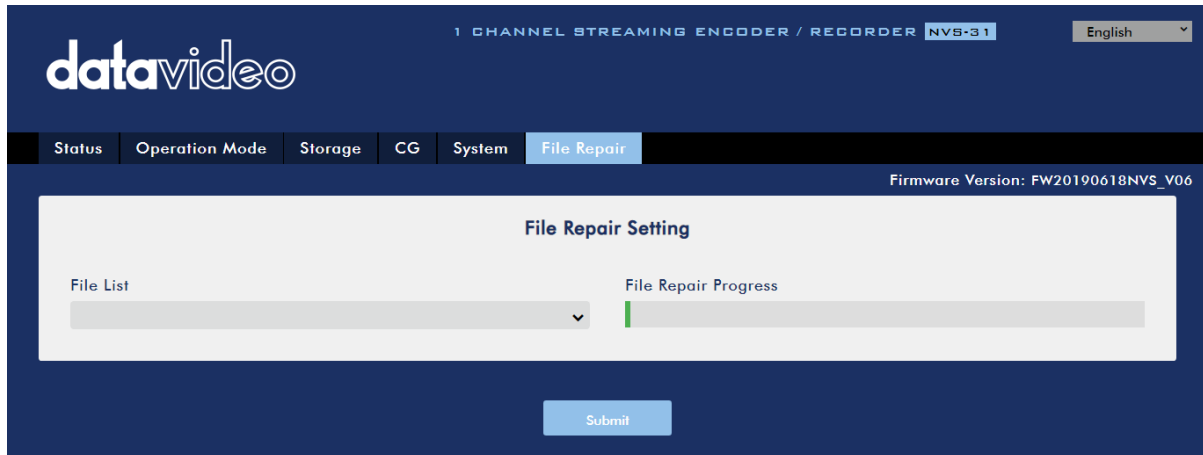 1 CHANNEL STREAMING ENCODER / RECORDER NVS-31
English
datavideo
Status Operation Mode Storage CG System File Repair
Firmware Version: FW20190618NVS_V06
File Repair Setting
File List File Repair Progress
Submit